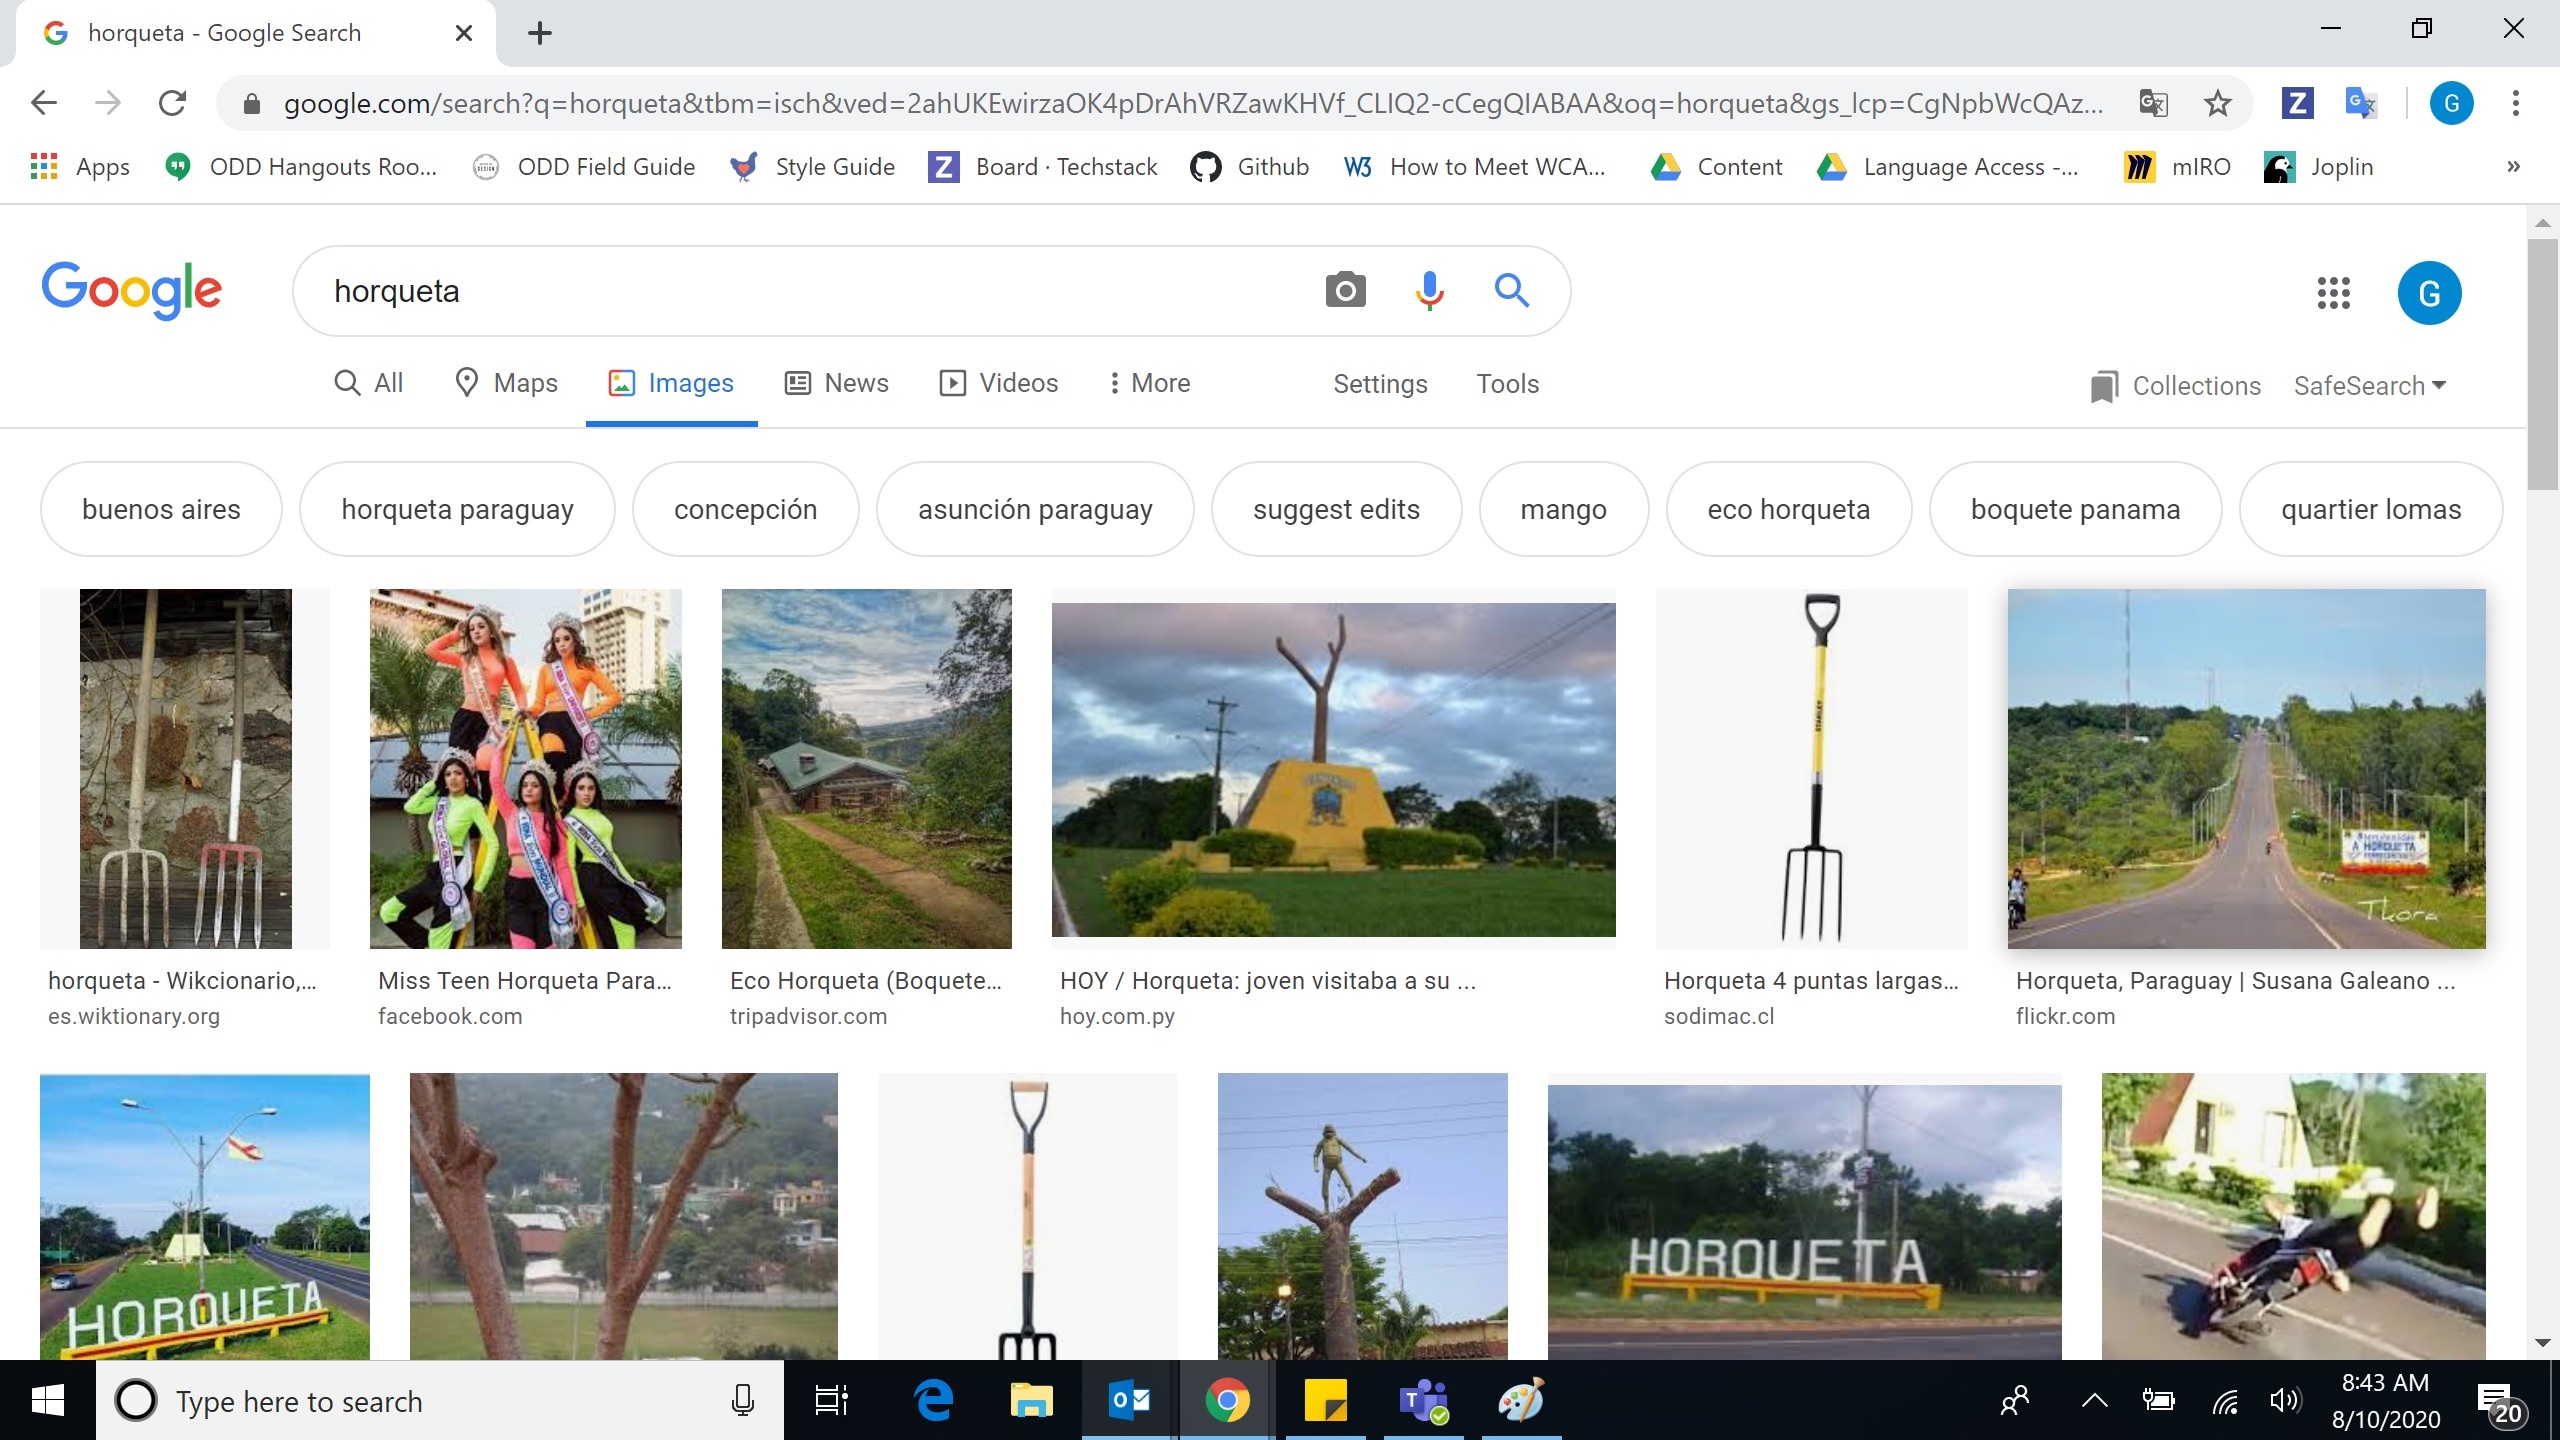 horqueta - Google Search
google.com/search?q=horqueta&tbm=isch&ved=2ahUKEwirzaOK4pDrAhVRZawKHVf_CLIQ2-cCegQIABAA&oq=horqueta&gs_lcp=CgNpbWcQAz...
G
Apps ODD Hangouts Roo... ODD Field Guide Style Guide Z Board · Techstack Github W3 How to Meet WCA... Content Language Access -... mIRO Joplin »
Google horqueta G
All Maps Images News Videos More Settings Tools Collections SafeSearch
buenos aires horqueta paraguay concepción asunción paraguay suggest edits mango eco horqueta boquete panama quartier lomas
STANLEY
A HORQUETA
Tkora
horqueta - Wikcionario,... Miss Teen Horqueta Para... Eco Horqueta (Boquete... HOY / Horqueta: joven visitaba a su ... Horqueta 4 puntas largas... Horqueta, Paraguay | Susana Galeano ...
es.wiktionary.org facebook.com tripadvisor.com hoy.com.py sodimac.cl flickr.com
HORQUETA HORQUETA
Type here to search
8:43 AM
8/10/2020
20